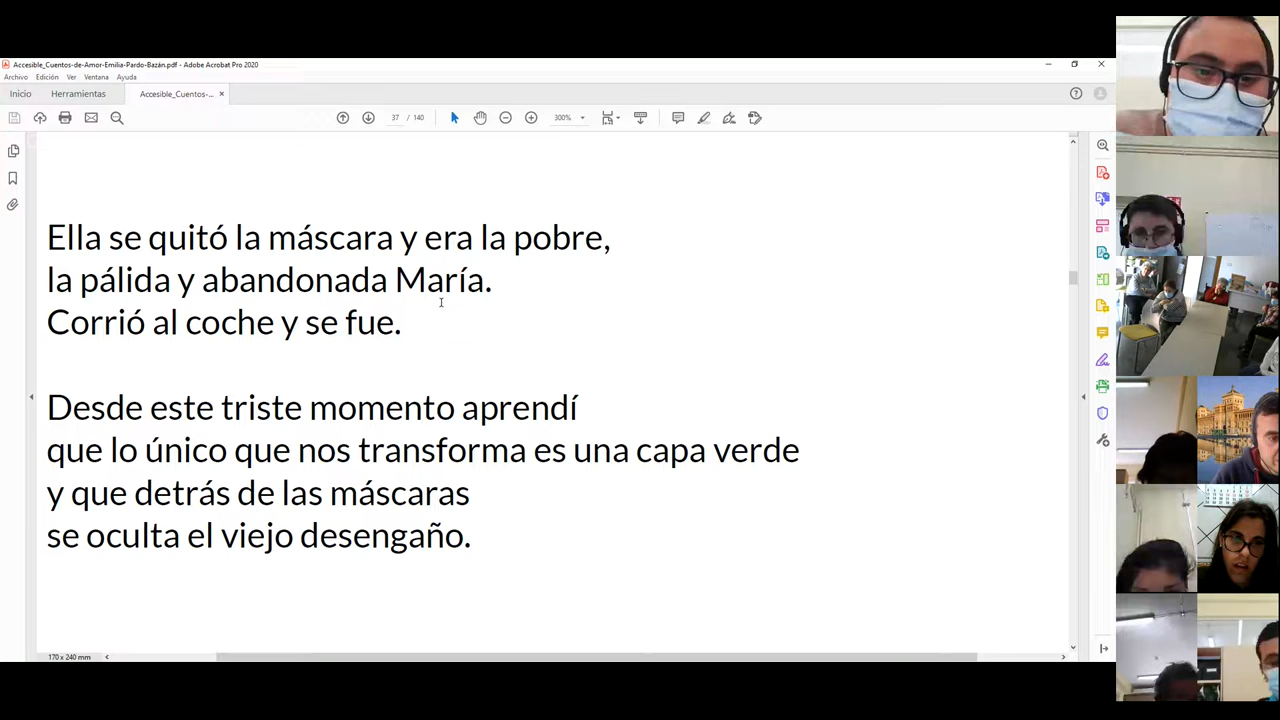 Accesible_Cuentos-de-Amor-Emilia-Pardo-Bazán.pdf - Adobe Acrobat Pro 2020
Archivo Edición Ver Ventana Ayuda
Inicio Herramientas Accesible_Cuentos-... ×
37 / 140 300%
Ella se quitó la máscara y era la pobre,
la pálida y abandonada María.
Corrió al coche y se fue.
Desde este triste momento aprendí
que lo único que nos transforma es una capa verde
y que detrás de las máscaras
se oculta el viejo desengaño.
170 x 240 mm